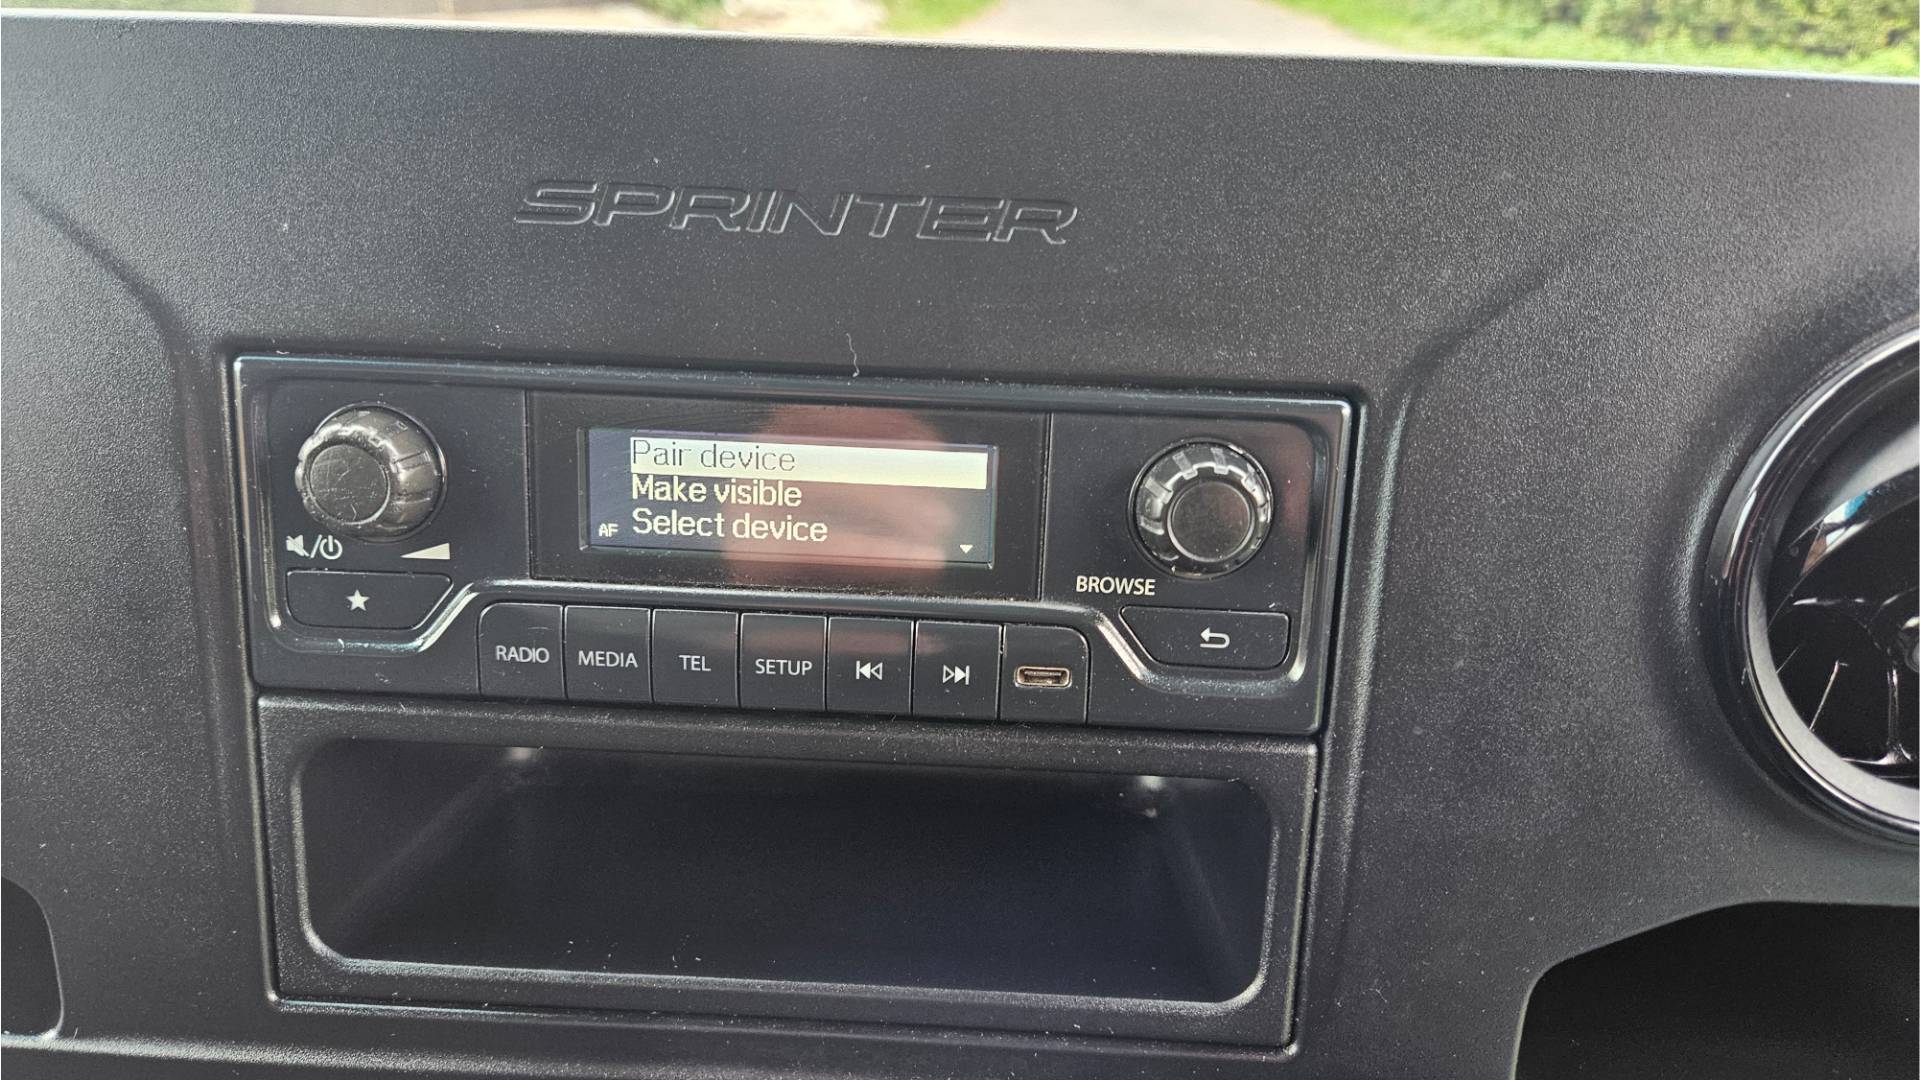 SPRINTER
Pair device
Make visible
AF Select device
BROWSE
RADIO MEDIA TEL SETUP